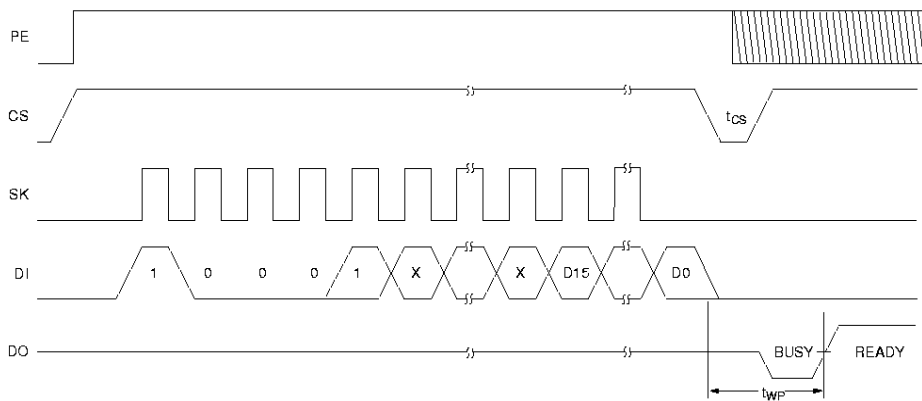 PE
CS
tCS
SK
DI 1 0 0 0 1 X X D15 D0
DO BUSY READY
tWP